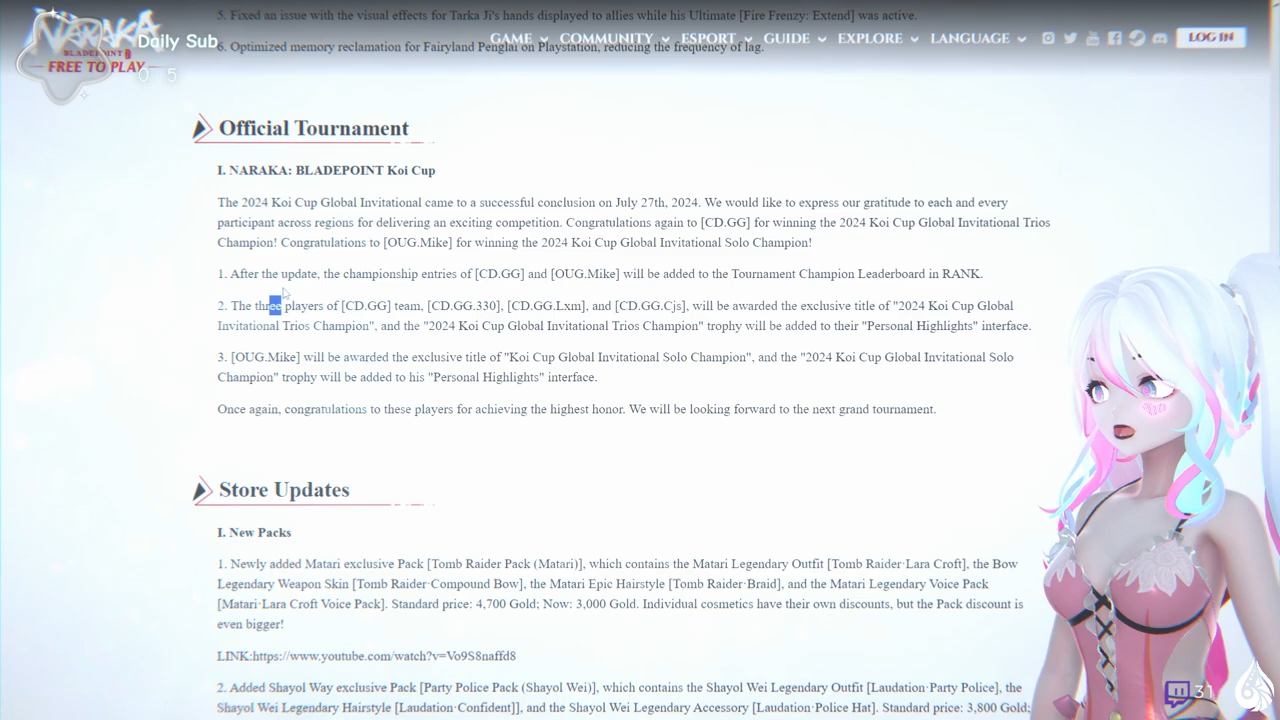 5. Fixed an issue with the visual effects for Tarka Ji's hands displayed to allies while his Ultimate [Fire Frenzy: Extend] was active.
NARAKA
BLADEPOINT
FREE TO PLAY
Daily Sub
0 5
GAME COMMUNITY ESPORT GUIDE EXPLORE LANGUAGE LOG IN
6. Optimized memory reclamation for Fairyland Penglai on Playstation, reducing the frequency of lag.
Official Tournament
I. NARAKA: BLADEPOINT Koi Cup
The 2024 Koi Cup Global Invitational came to a successful conclusion on July 27th, 2024. We would like to express our gratitude to each and every
participant across regions for delivering an exciting competition. Congratulations again to [CD.GG] for winning the 2024 Koi Cup Global Invitational Trios
Champion! Congratulations to [OUG.Mike] for winning the 2024 Koi Cup Global Invitational Solo Champion!
1. After the update, the championship entries of [CD.GG] and [OUG.Mike] will be added to the Tournament Champion Leaderboard in RANK.
2. The three players of [CD.GG] team, [CD.GG.330], [CD.GG.Lxm], and [CD.GG.Cjs], will be awarded the exclusive title of "2024 Koi Cup Global
Invitational Trios Champion", and the "2024 Koi Cup Global Invitational Trios Champion" trophy will be added to their "Personal Highlights" interface.
3. [OUG.Mike] will be awarded the exclusive title of "Koi Cup Global Invitational Solo Champion", and the "2024 Koi Cup Global Invitational Solo
Champion" trophy will be added to his "Personal Highlights" interface.
Once again, congratulations to these players for achieving the highest honor. We will be looking forward to the next grand tournament.
Store Updates
I. New Packs
1. Newly added Matari exclusive Pack [Tomb Raider Pack (Matari)], which contains the Matari Legendary Outfit [Tomb Raider·Lara Croft], the Bow
Legendary Weapon Skin [Tomb Raider·Compound Bow], the Matari Epic Hairstyle [Tomb Raider·Braid], and the Matari Legendary Voice Pack
[Matari·Lara Croft Voice Pack]. Standard price: 4,700 Gold; Now: 3,000 Gold. Individual cosmetics have their own discounts, but the Pack discount is
even bigger!
LINK:https://www.youtube.com/watch?v=Vo9S8naffd8
2. Added Shayol Way exclusive Pack [Party Police Pack (Shayol Wei)], which contains the Shayol Wei Legendary Outfit [Laudation·Party Police], the
Shayol Wei Legendary Hairstyle [Laudation·Confident]], and the Shayol Wei Legendary Accessory [Laudation·Police Hat]. Standard price: 3,800 Gold;
31